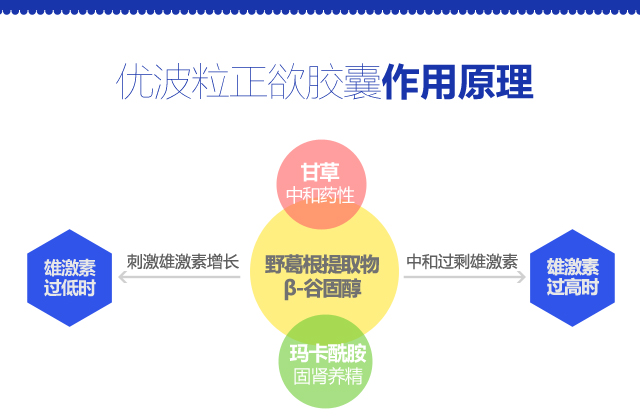 优波粒正欲胶囊作用原理
甘草
中和药性
雄激素
过低时
刺激雄激素增长
野葛根提取物
β-谷固醇
中和过剩雄激素
雄激素
过高时
玛卡酰胺
固肾养精